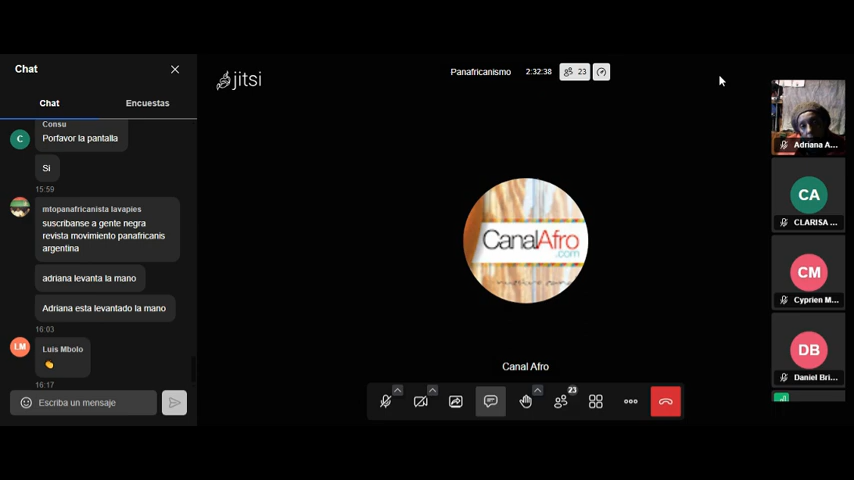 Chat
Chat
Encuestas
Consu
C
Porfavor la pantalla
Si
15:59
mtopanafricanista lavapies
suscribanse a gente negra
revista movimiento panafricanis
argentina
adriana levanta la mano
Adriana esta levantado la mano
16:03
LM
Luis Mbolo
16:17
Escriba un mensaje
jitsi
Panafricanismo
2:32:38
23
CanalAfro
.com
Canal Afro
23
Adriana A...
CA
CLARISA ...
CM
Cyprien M...
DB
Daniel Bri...